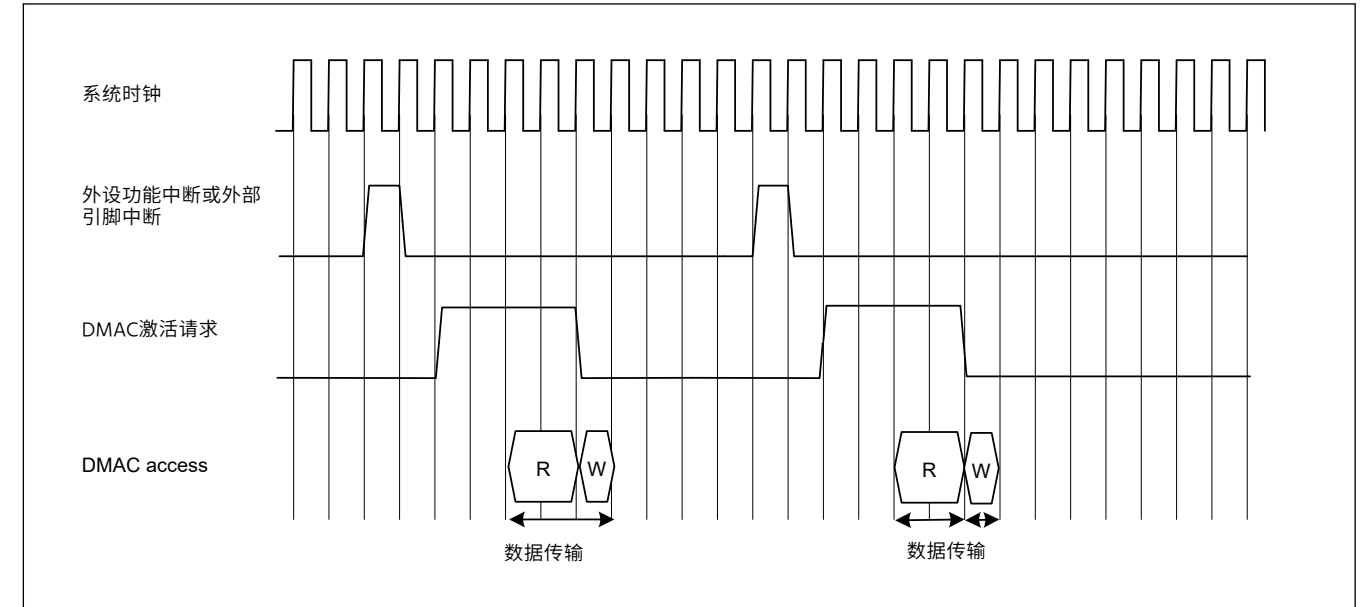 系统时钟
外设功能中断或外部
引脚中断
DMAC激活请求
DMAC access
R
W
R
W
数据传输
数据传输